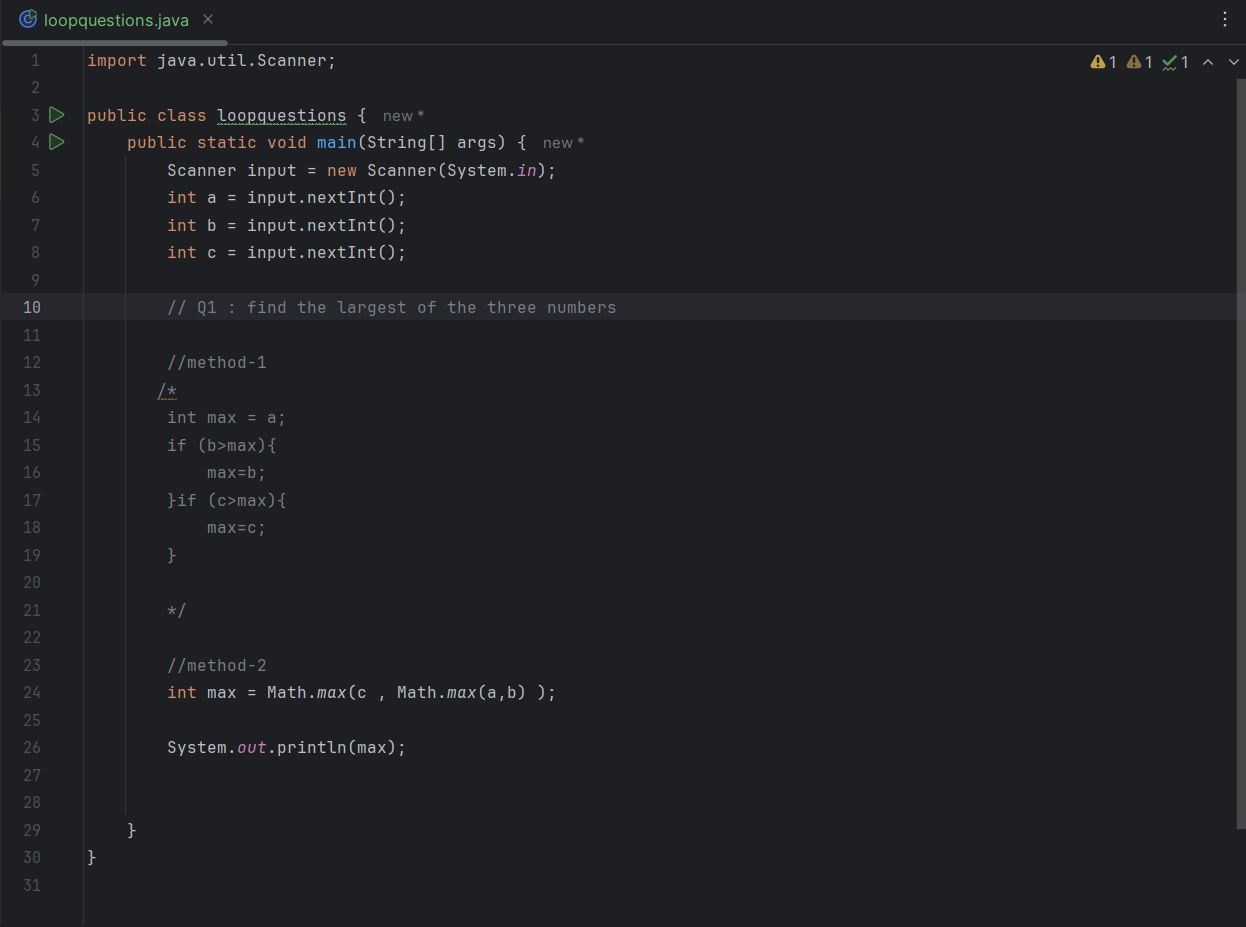 loopquestions.java
1 import java.util.Scanner; 1 1 1
2
3 public class loopquestions { new *
4 public static void main(String[] args) { new *
5 Scanner input = new Scanner(System.in);
6 int a = input.nextInt();
7 int b = input.nextInt();
8 int c = input.nextInt();
9
10 // Q1 : find the largest of the three numbers
11
12 //method-1
13 /*
14 int max = a;
15 if (b>max){
16 max=b;
17 }if (c>max){
18 max=c;
19 }
20
21 */
22
23 //method-2
24 int max = Math.max(c , Math.max(a,b) );
25
26 System.out.println(max);
27
28
29 }
30 }
31